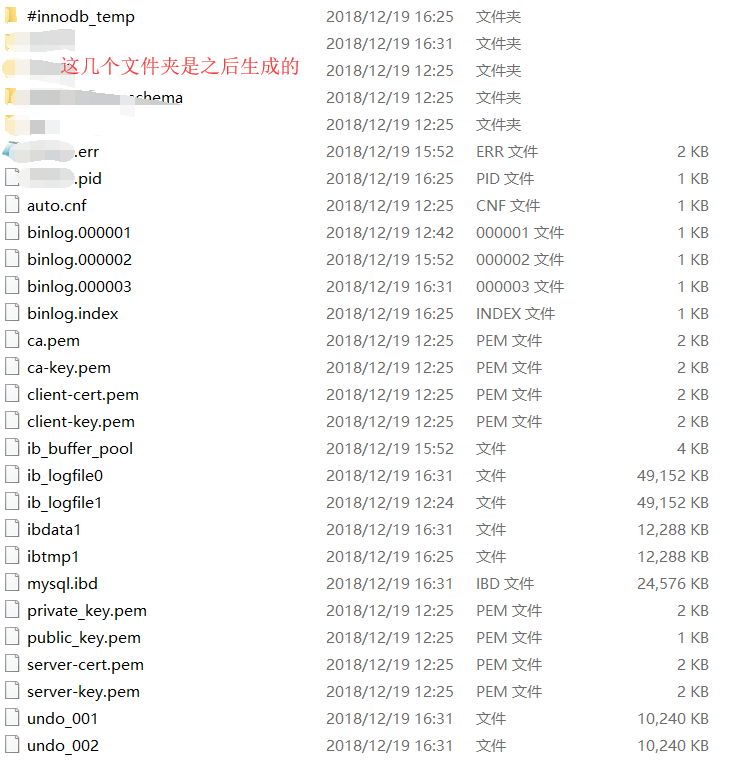 #innodb_temp 2018/12/19 16:25 文件夹
2018/12/19 16:31 文件夹
这几个文件夹是之后生成的 2018/12/19 12:25 文件夹
schema 2018/12/19 12:25 文件夹
2018/12/19 12:25 文件夹
.err 2018/12/19 15:52 ERR 文件 2 KB
.pid 2018/12/19 16:25 PID 文件 1 KB
auto.cnf 2018/12/19 12:25 CNF 文件 1 KB
binlog.000001 2018/12/19 12:42 000001 文件 1 KB
binlog.000002 2018/12/19 15:52 000002 文件 1 KB
binlog.000003 2018/12/19 16:31 000003 文件 1 KB
binlog.index 2018/12/19 16:25 INDEX 文件 1 KB
ca.pem 2018/12/19 12:25 PEM 文件 2 KB
ca-key.pem 2018/12/19 12:25 PEM 文件 2 KB
client-cert.pem 2018/12/19 12:25 PEM 文件 2 KB
client-key.pem 2018/12/19 12:25 PEM 文件 2 KB
ib_buffer_pool 2018/12/19 15:52 文件 4 KB
ib_logfile0 2018/12/19 16:31 文件 49,152 KB
ib_logfile1 2018/12/19 12:24 文件 49,152 KB
ibdata1 2018/12/19 16:31 文件 12,288 KB
ibtmp1 2018/12/19 16:25 文件 12,288 KB
mysql.ibd 2018/12/19 16:31 IBD 文件 24,576 KB
private_key.pem 2018/12/19 12:25 PEM 文件 2 KB
public_key.pem 2018/12/19 12:25 PEM 文件 1 KB
server-cert.pem 2018/12/19 12:25 PEM 文件 2 KB
server-key.pem 2018/12/19 12:25 PEM 文件 2 KB
undo_001 2018/12/19 16:31 文件 10,240 KB
undo_002 2018/12/19 16:31 文件 10,240 KB